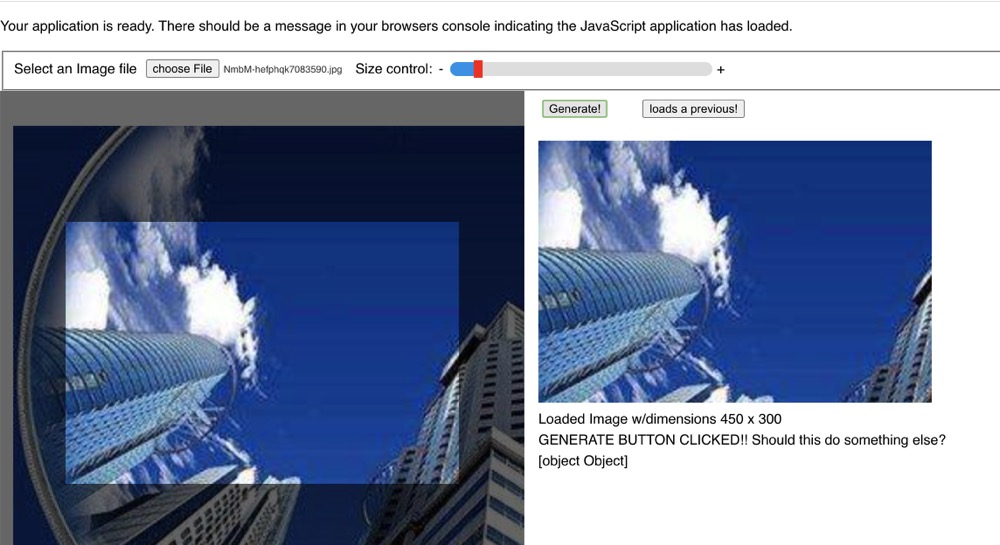 Your application is ready. There should be a message in your browsers console indicating the JavaScript application has loaded.
Select an Image file choose File NmbM-hefphqk7083590.jpg Size control: - +
Generate! loads a previous!
Loaded Image w/dimensions 450 x 300
GENERATE BUTTON CLICKED!! Should this do something else?
[object Object]